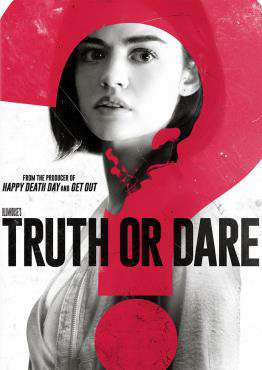 FROM THE PRODUCER OF
HAPPY DEATH DAY AND GET OUT
BLUMHOUSE'S
TRUTH OR DARE
?